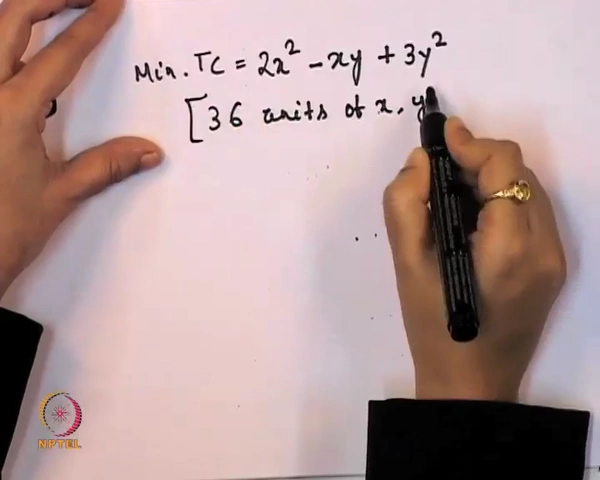 Min. TC = 2x² - xy + 3y²
[36 units of x, y
NPTEL